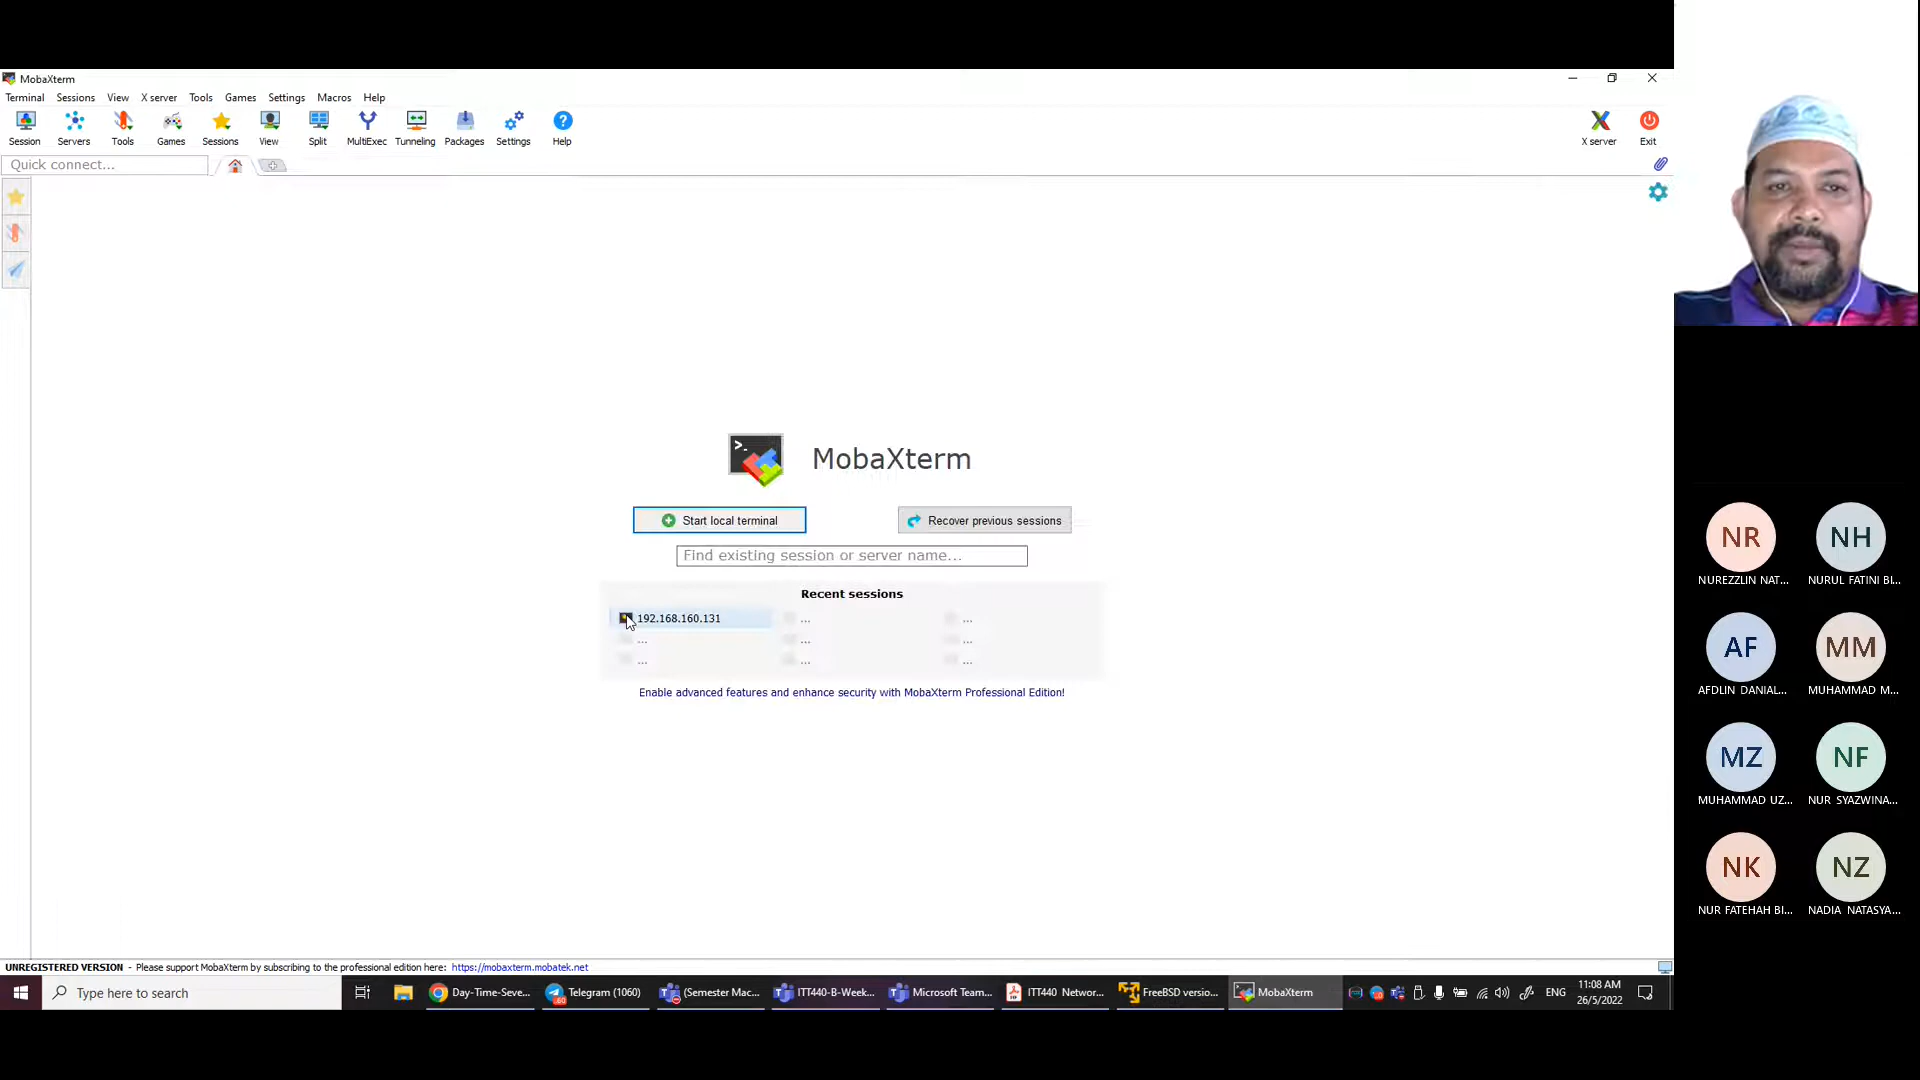 MobaXterm
Terminal Sessions View X server Tools Games Settings Macros Help
Session Servers Tools Games Sessions View Split MultiExec Tunneling Packages Settings Help X server Exit
Quick connect...
MobaXterm
Start local terminal Recover previous sessions
Find existing session or server name...
Recent sessions
192.168.160.131 ... ...
... ... ...
... ... ...
Enable advanced features and enhance security with MobaXterm Professional Edition!
UNREGISTERED VERSION - Please support MobaXterm by subscribing to the professional edition here: https://mobaxterm.mobatek.net
Type here to search
Day-Time-Seve... Telegram (1060) (Semester Mac... ITT440-B-Week... Microsoft Team... ITT440 Networ... FreeBSD versio... MobaXterm
ENG
11:08 AM
26/5/2022
NR NH
NUREZZLIN NAT... NURUL FATINI BI...
AF MM
AFDLIN DANIAL... MUHAMMAD M...
MZ NF
MUHAMMAD UZ... NUR SYAZWINA...
NK NZ
NUR FATEHAH BI... NADIA NATASYA...